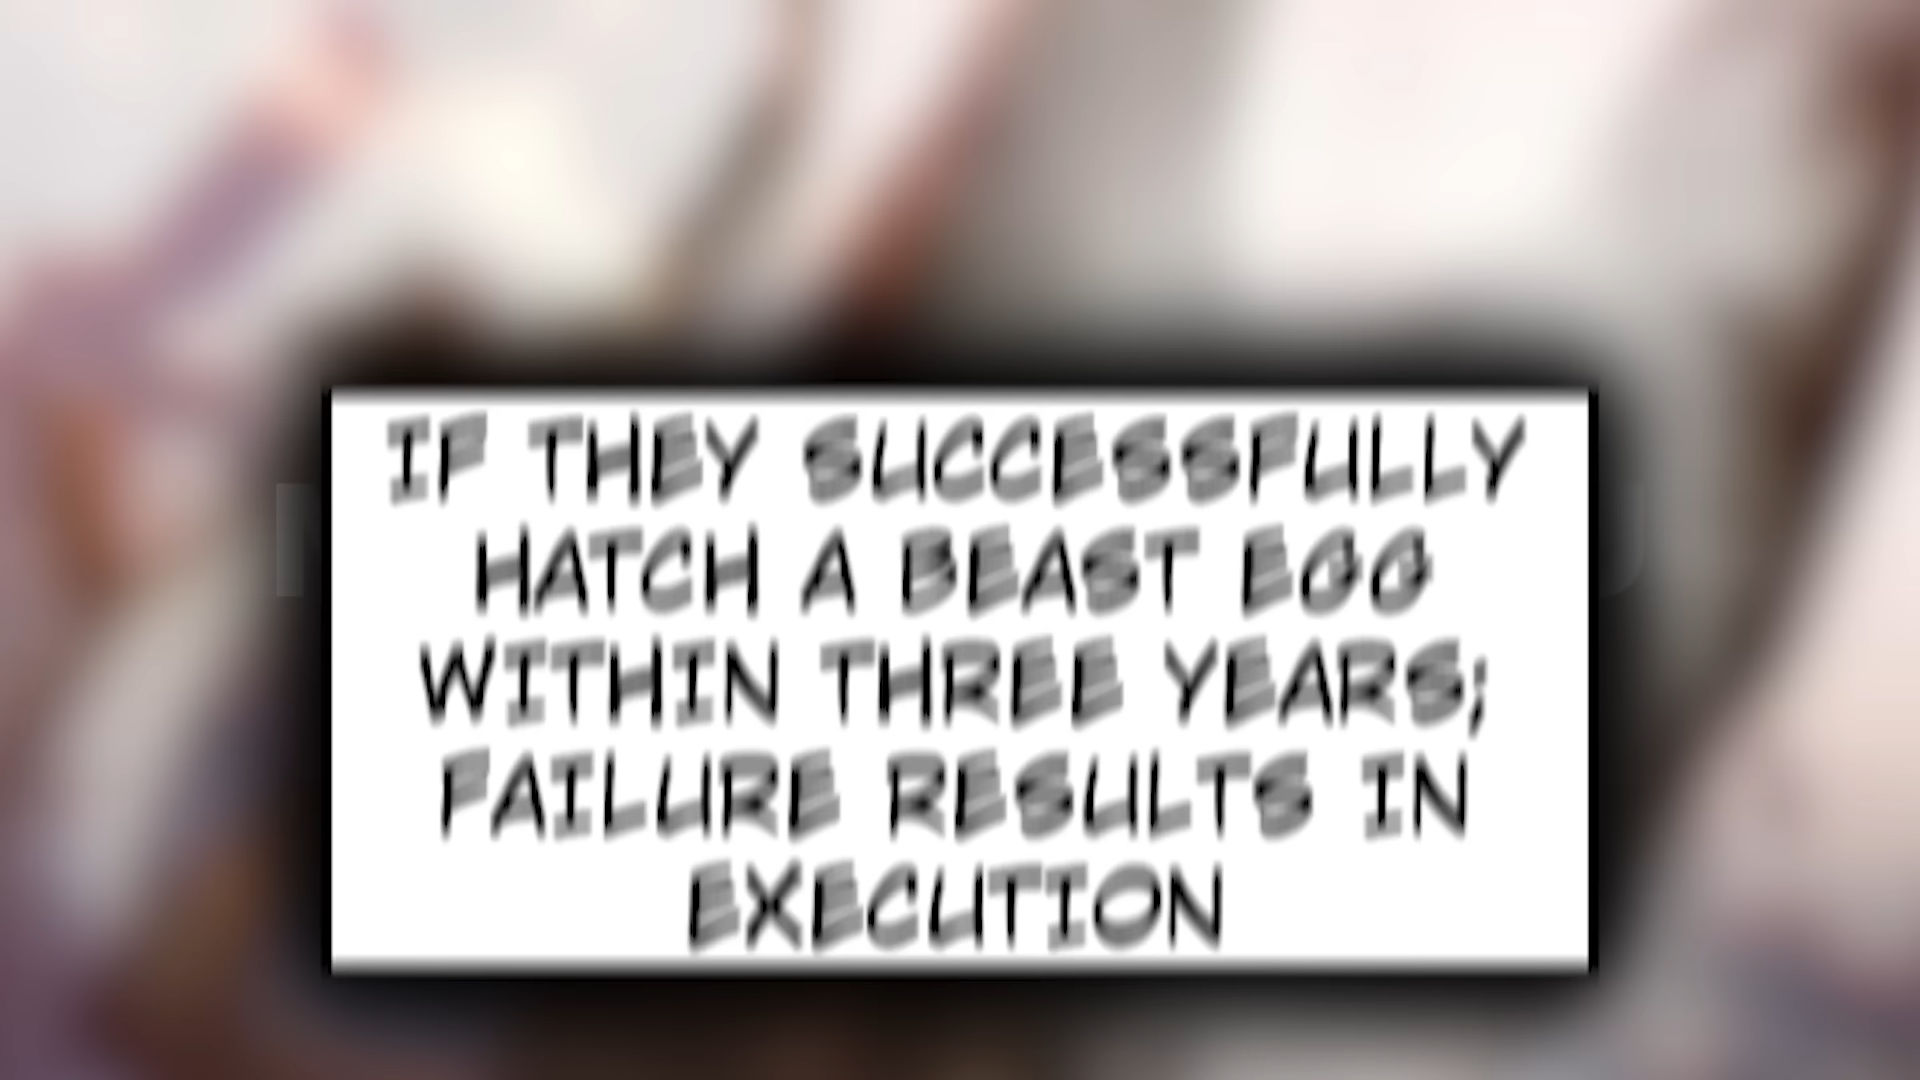 IF THEY SUCCESSFULLY
HATCH A BEAST EGG
WITHIN THREE YEARS;
FAILURE RESULTS IN
EXECUTION